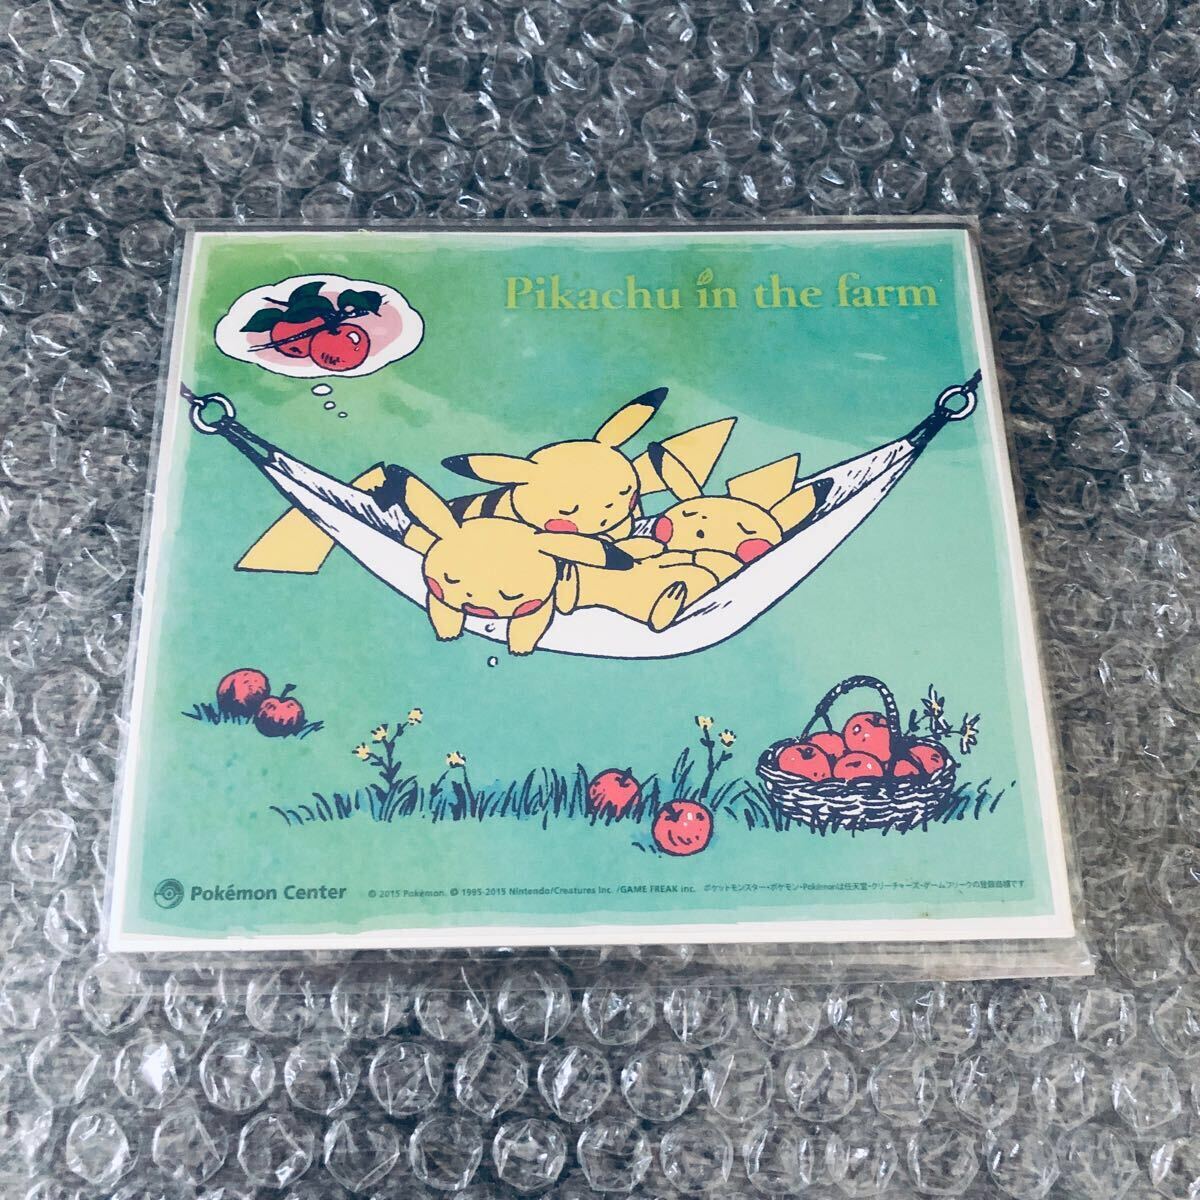 Pikachu in the farm
Pokémon Center © 2015 Pokémon. © 1995-2015 Nintendo/Creatures Inc. /GAME FREAK inc. ポケットモンスター・ポケモン・Pokémonは任天堂・クリーチャーズ・ゲームフリークの登録商標です